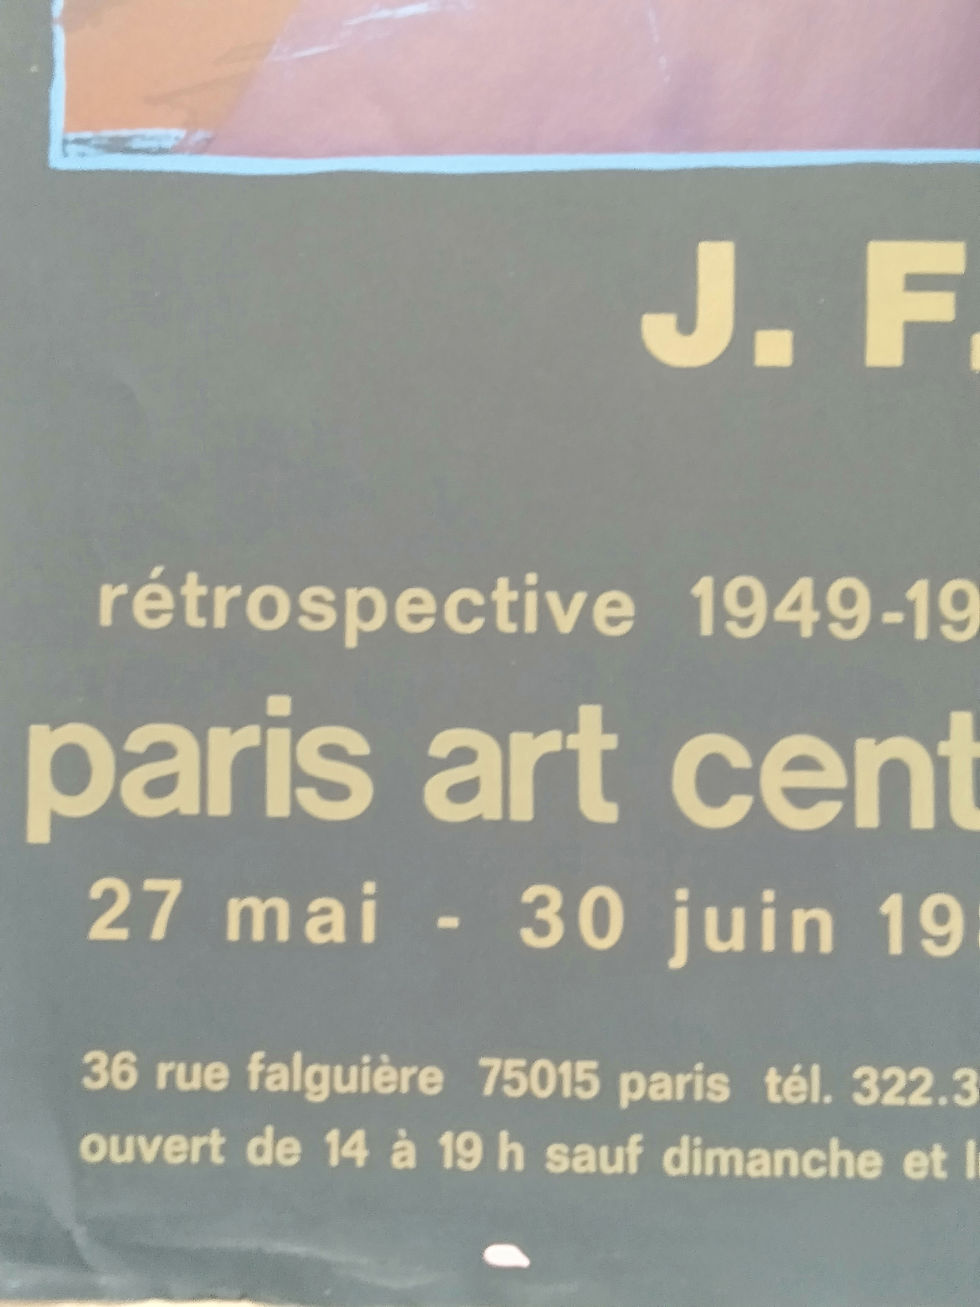 J. F.
rétrospective 1949-19
paris art cent
27 mai - 30 juin 19
36 rue falguière 75015 paris tél. 322.3
ouvert de 14 à 19 h sauf dimanche et